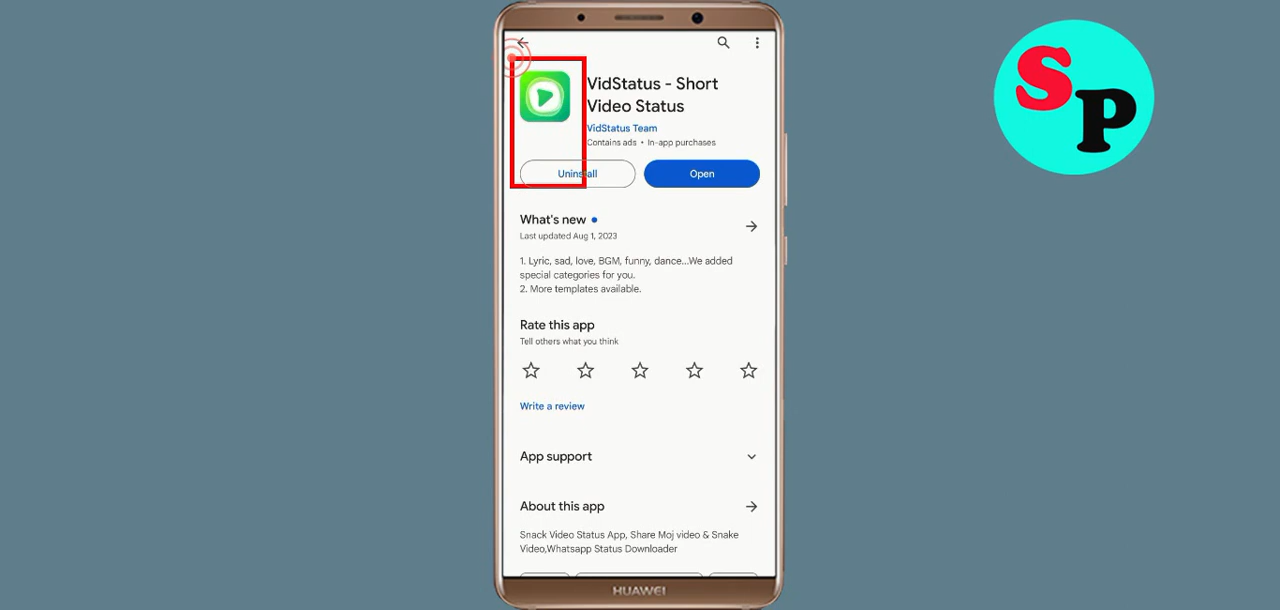 VidStatus - Short
Video Status
VidStatus Team
Contains ads • In-app purchases
Uninstall
Open
What's new
Last updated Aug 1, 2023
1. Lyric, sad, love, BGM, funny, dance...We added
special categories for you.
2. More templates available.
Rate this app
Tell others what you think
Write a review
App support
About this app
Snack Video Status App, Share Moj video & Snake
Video,Whatsapp Status Downloader
HUAWEI
SP